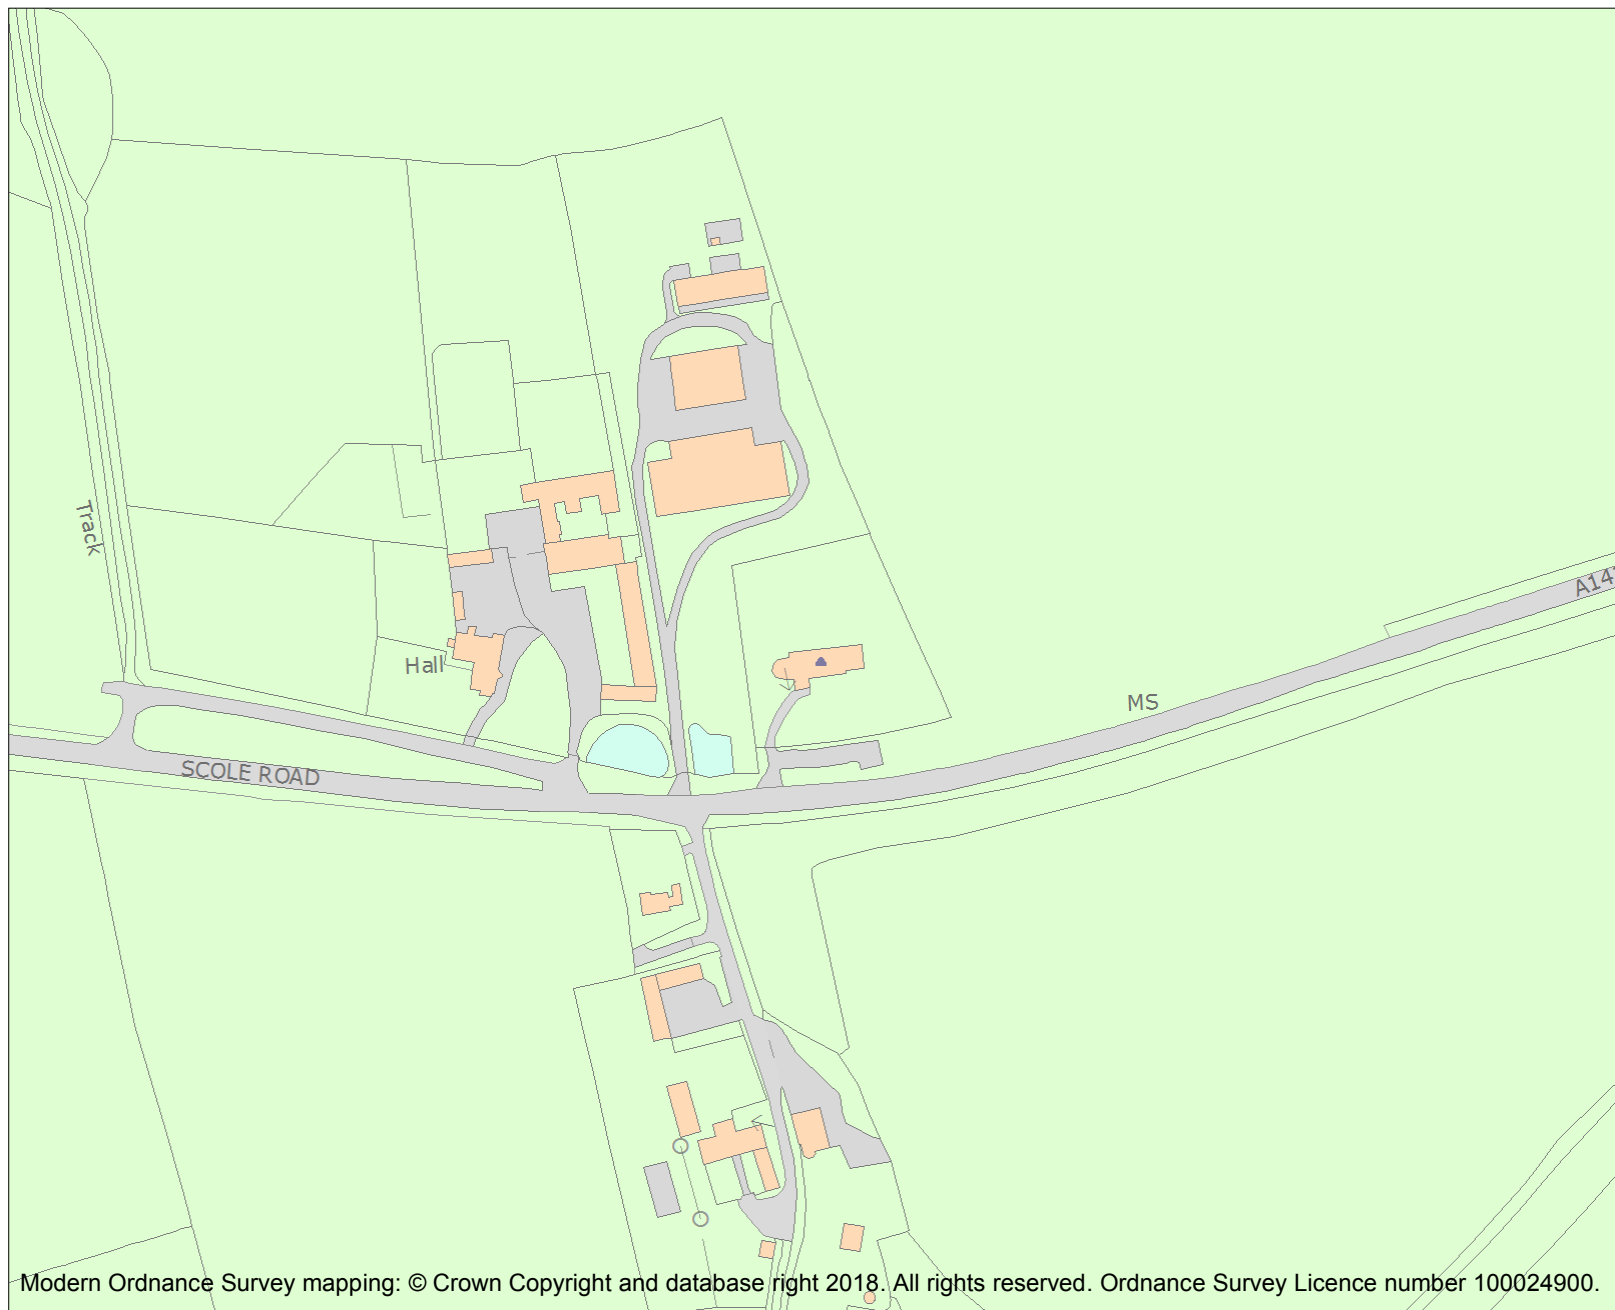 Track
Hall
MS
SCOLE ROAD
Modern Ordnance Survey mapping: © Crown Copyright and database right 2018. All rights reserved. Ordnance Survey Licence number 100024900.